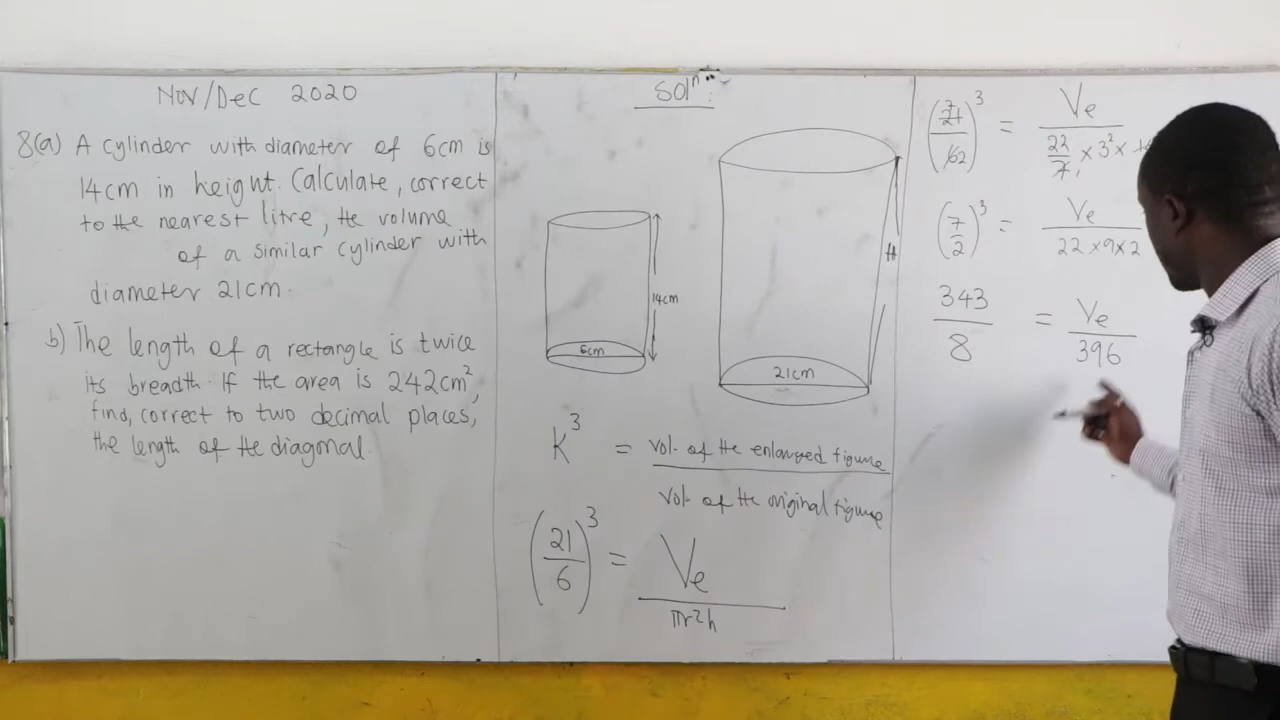 Nov/Dec 2020
8(a) A cylinder with diameter of 6cm is
14cm in height. Calculate, correct
to the nearest litre, the volume
of a similar cylinder with
diameter 21cm.
b) The length of a rectangle is twice
its breadth. If the area is 242cm²,
find, correct to two decimal places,
the length of the diagonal.
Solⁿ:
14cm
6cm
H
21cm
K³ = vol. of the enlarged figure
vol. of the original figure
(21/6)³ = Ve
πr²h
(21/6)³ = Ve
22/7 × 3² ×
(7/2)³ = Ve
22 × 9 × 2
343/8 = Ve/396